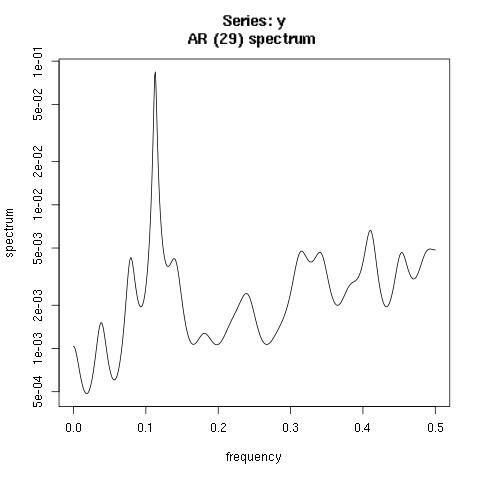 Series: y
AR (29) spectrum
1e-01
5e-02
2e-02
1e-02
5e-03
2e-03
1e-03
5e-04
spectrum
0.0 0.1 0.2 0.3 0.4 0.5
frequency